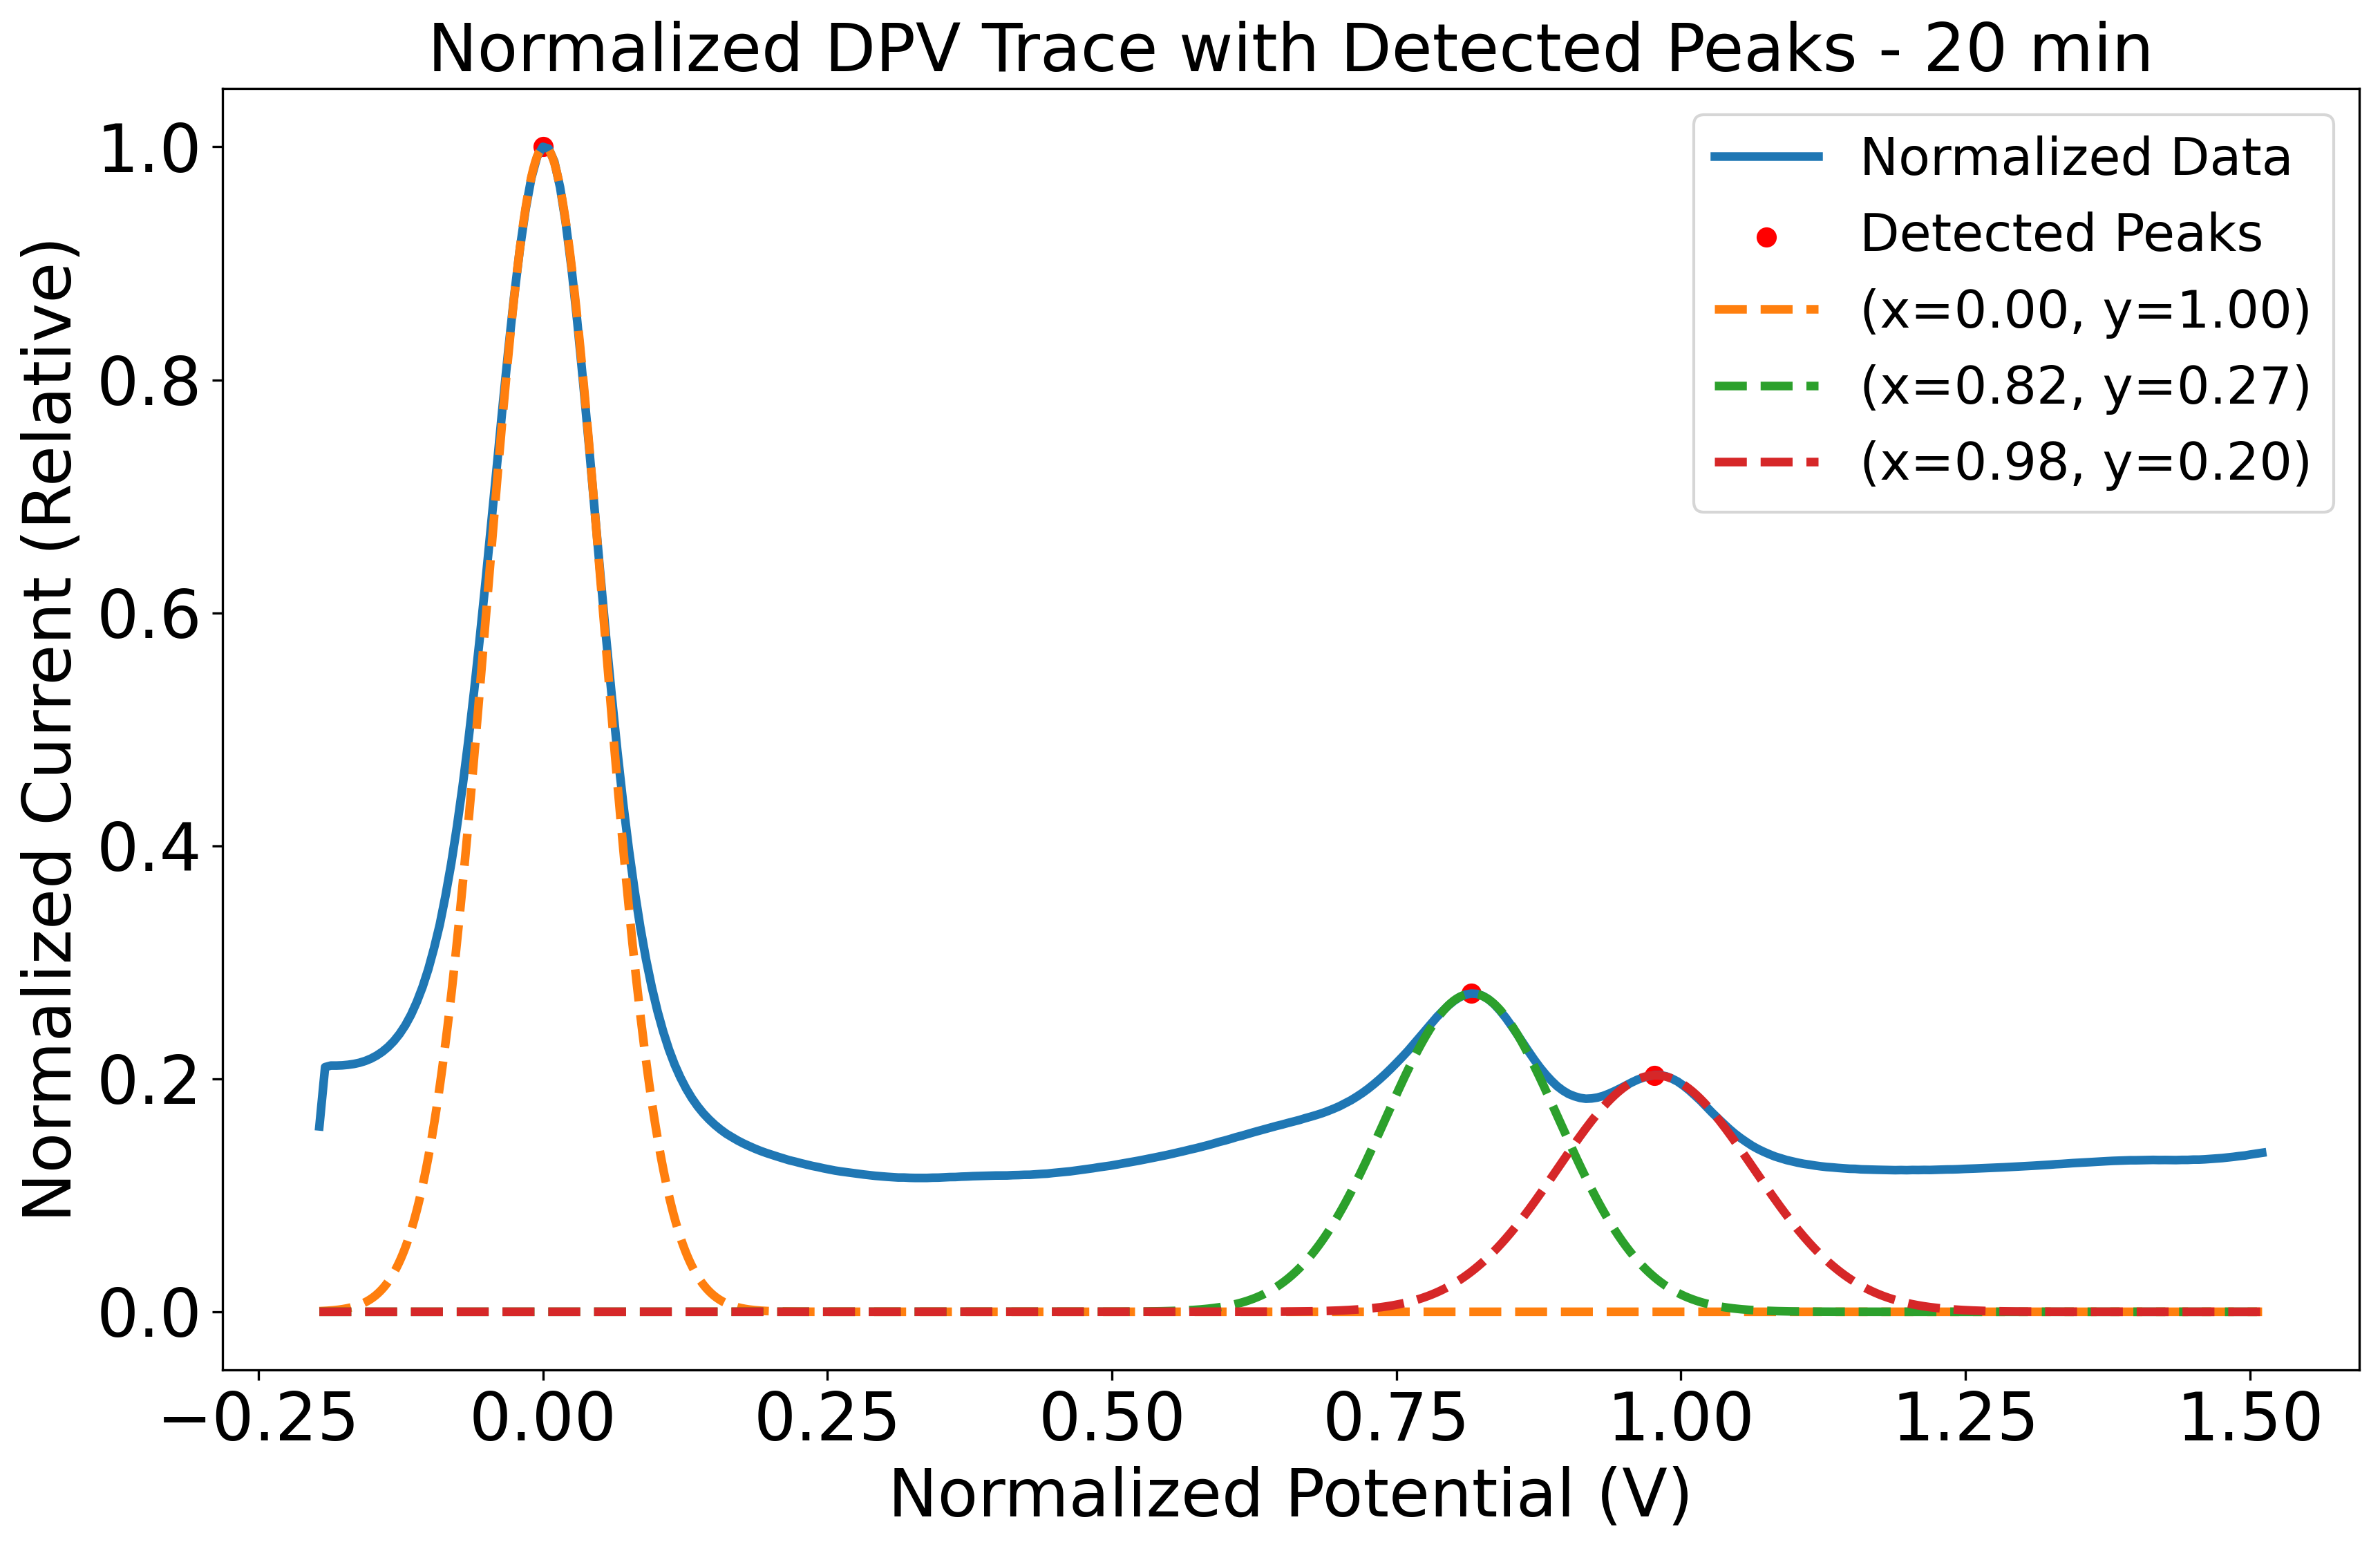 Normalized DPV Trace with Detected Peaks - 20 min
Normalized Current (Relative)
1.0
0.8
0.6
0.4
0.2
0.0
Normalized Data
Detected Peaks
(x=0.00, y=1.00)
(x=0.82, y=0.27)
(x=0.98, y=0.20)
−0.25 0.00 0.25 0.50 0.75 1.00 1.25 1.50
Normalized Potential (V)